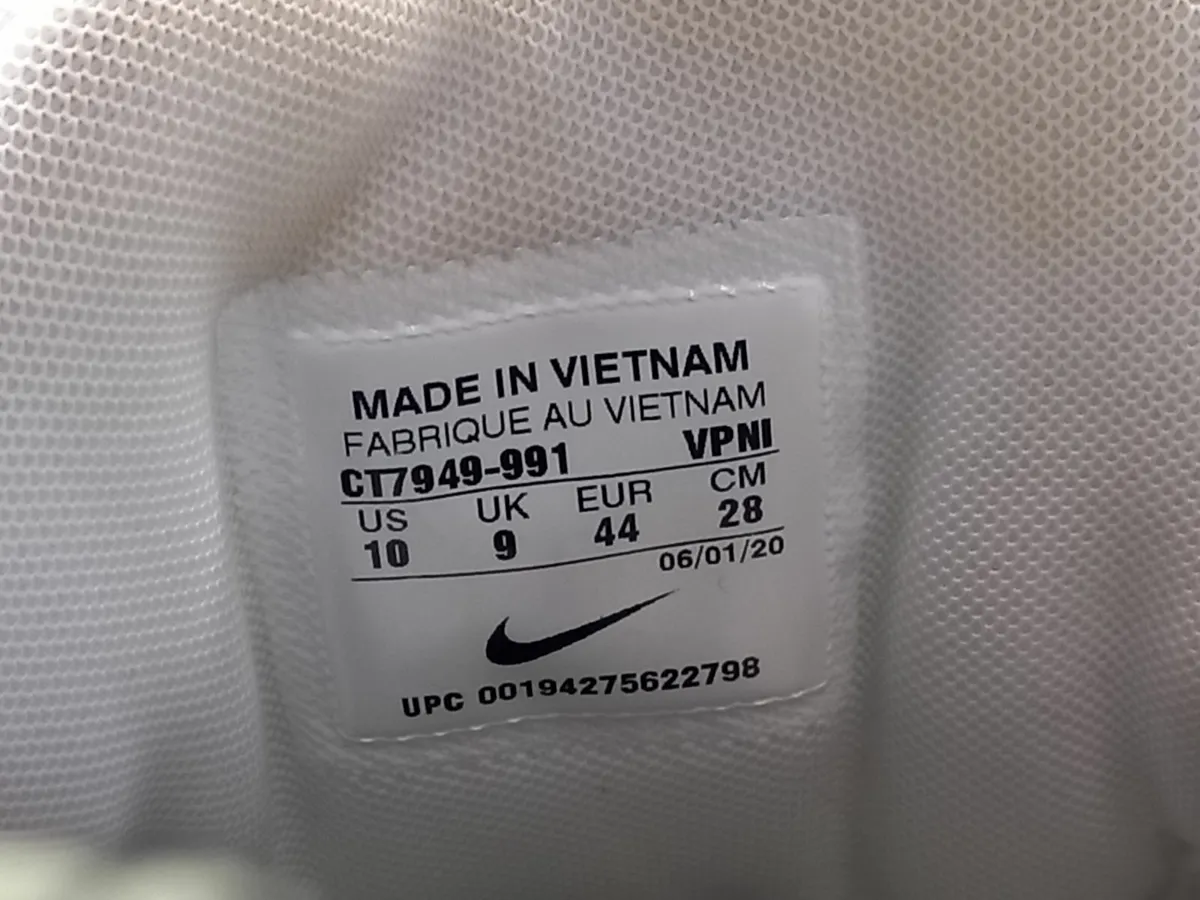 MADE IN VIETNAM
FABRIQUE AU VIETNAM
CT7949-991 VPNI
US UK EUR CM
10 9 44 28
06/01/20
UPC 00194275622798